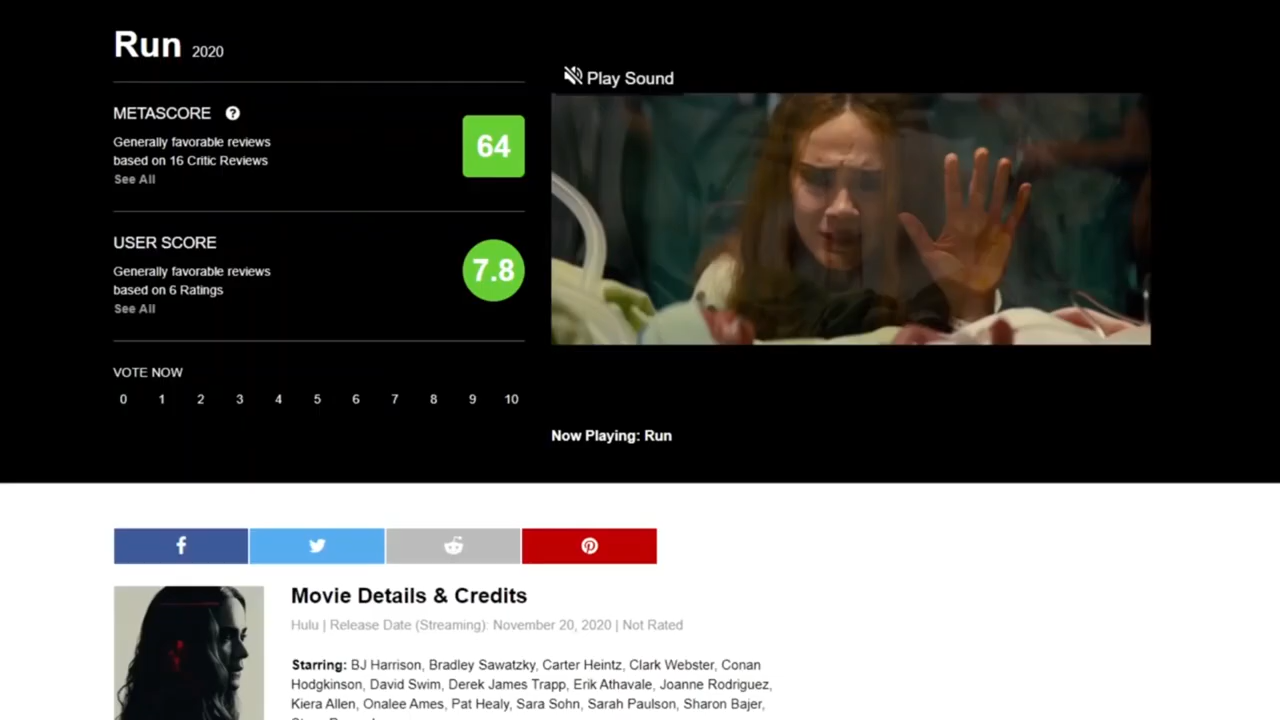 Run 2020
METASCORE ?
Generally favorable reviews
based on 16 Critic Reviews
See All
64
USER SCORE
Generally favorable reviews
based on 6 Ratings
See All
7.8
VOTE NOW
0 1 2 3 4 5 6 7 8 9 10
Play Sound
Now Playing: Run
Movie Details & Credits
Hulu | Release Date (Streaming): November 20, 2020 | Not Rated
Starring: BJ Harrison, Bradley Sawatzky, Carter Heintz, Clark Webster, Conan
Hodgkinson, David Swim, Derek James Trapp, Erik Athavale, Joanne Rodriguez,
Kiera Allen, Onalee Ames, Pat Healy, Sara Sohn, Sarah Paulson, Sharon Bajer,